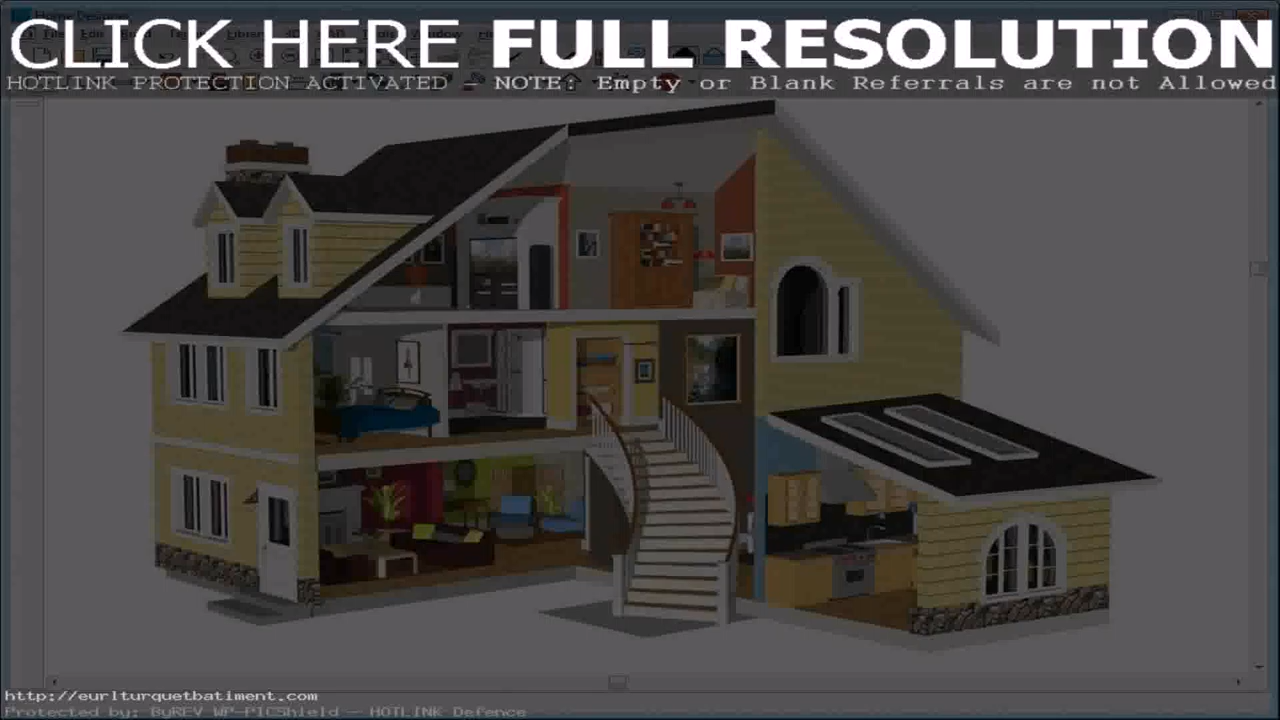 CLICK HERE FULL RESOLUTION
HOTLINK PROTECTION ACTIVATED - NOTE: Empty or Blank Referrals are not Allowed
http://eurlturquetbatiment.com
Protected by: ByREV WP-PICShield - HOTLINK Defence